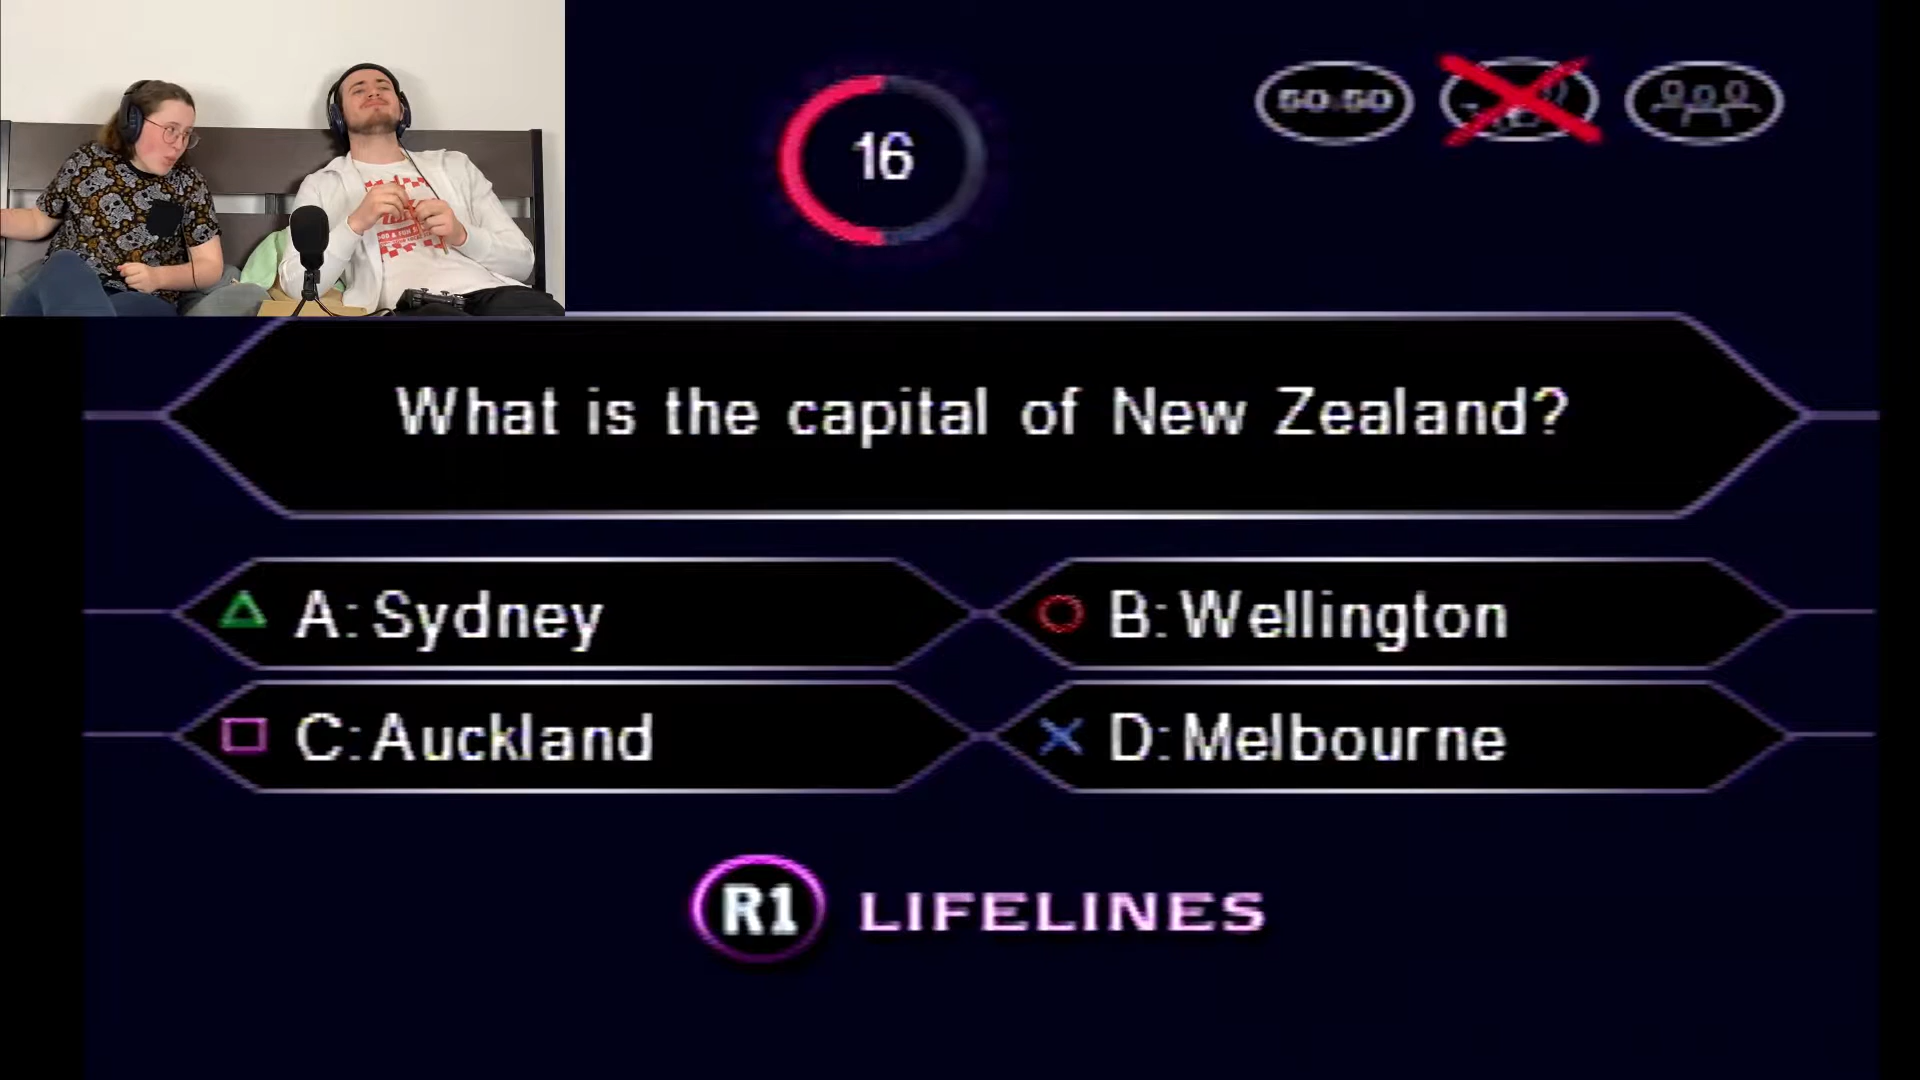 16
50:50
What is the capital of New Zealand?
A: Sydney
B: Wellington
C: Auckland
D: Melbourne
R1 LIFELINES